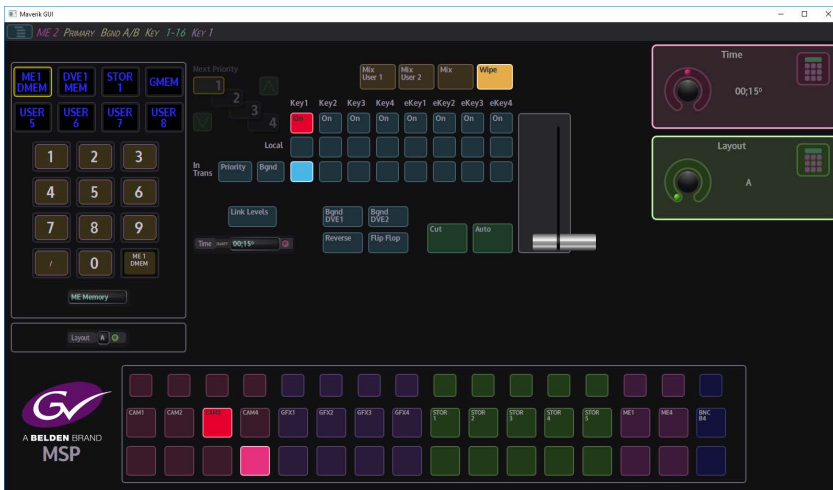 Maverik GUI
ME 2 PRIMARY BGND A/B KEY 1-16 KEY 1
ME1 DMEM
DVE1 MEM
STOR 1
GMEM
USER 5
USER 6
USER 7
USER 8
1 2 3
4 5 6
7 8 9
/ 0 ME 1 DMEM
ME Memory
Layout A
Next Priority
1
2
3
4
Mix User 1
Mix User 2
Mix
Wipe
Key1 Key2 Key3 Key4 eKey1 eKey2 eKey3 eKey4
On On On On On On On On
Local
In Trans
Priority
Bgnd
Link Levels
Bgnd DVE1
Bgnd DVE2
Reverse
Flip Flop
Cut
Auto
Time 00;15
Time
00;15
Layout
A
GV
A BELDEN BRAND
MSP
CAM1 CAM2 CAM3 CAM4 GFX1 GFX2 GFX3 GFX4 STOR 1 STOR 2 STOR 3 STOR 4 STOR 5 ME1 ME4 BNC 84